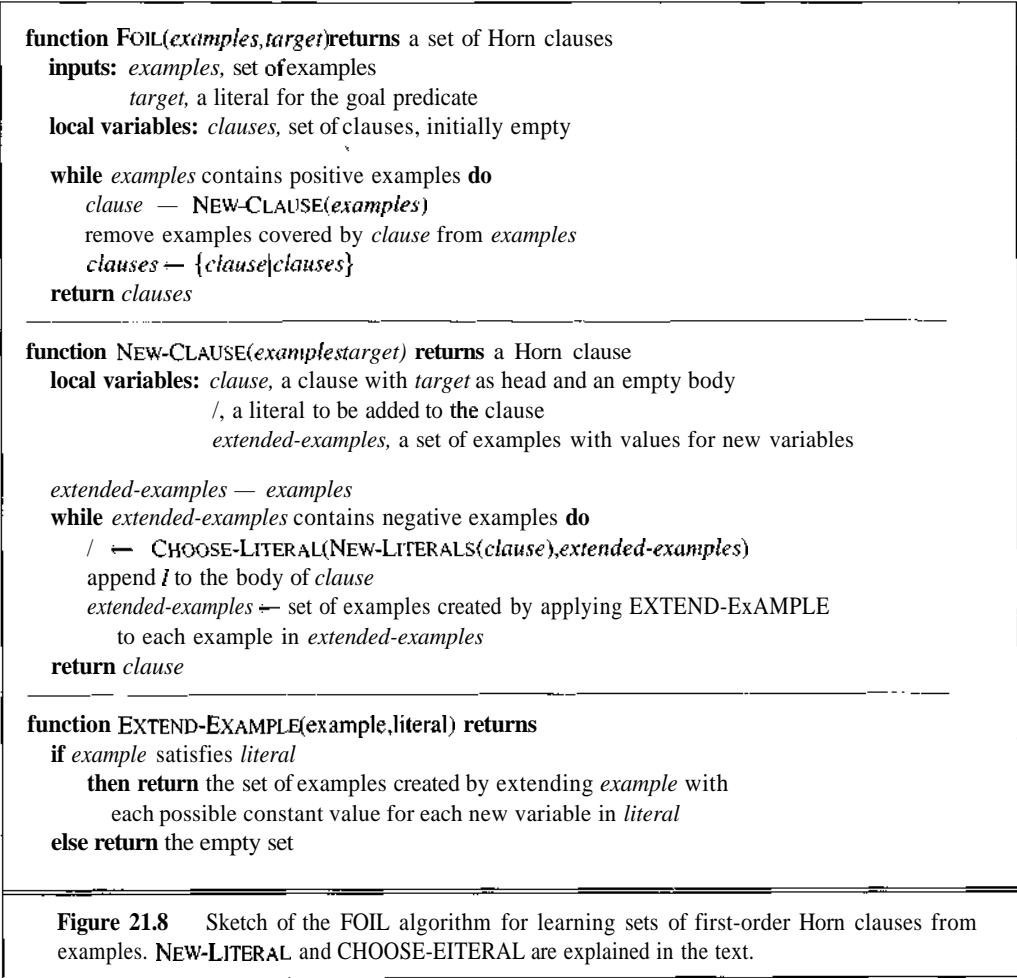 function FOIL(examples,target)returns a set of Horn clauses
inputs: examples, set of examples
target, a literal for the goal predicate
local variables: clauses, set of clauses, initially empty
while examples contains positive examples do
clause — NEW-CLAUSE(examples)
remove examples covered by clause from examples
clauses ← {clause|clauses}
return clauses
function NEW-CLAUSE(examplestarget) returns a Horn clause
local variables: clause, a clause with target as head and an empty body
/, a literal to be added to the clause
extended-examples, a set of examples with values for new variables
extended-examples — examples
while extended-examples contains negative examples do
/ ← CHOOSE-LITERAL(NEW-LITERALS(clause),extended-examples)
append l to the body of clause
extended-examples ← set of examples created by applying EXTEND-ExAMPLE
to each example in extended-examples
return clause
function EXTEND-EXAMPLE(example,literal) returns
if example satisfies literal
then return the set of examples created by extending example with
each possible constant value for each new variable in literal
else return the empty set
Figure 21.8 Sketch of the FOIL algorithm for learning sets of first-order Horn clauses from
examples. NEW-LITERAL and CHOOSE-EITERAL are explained in the text.